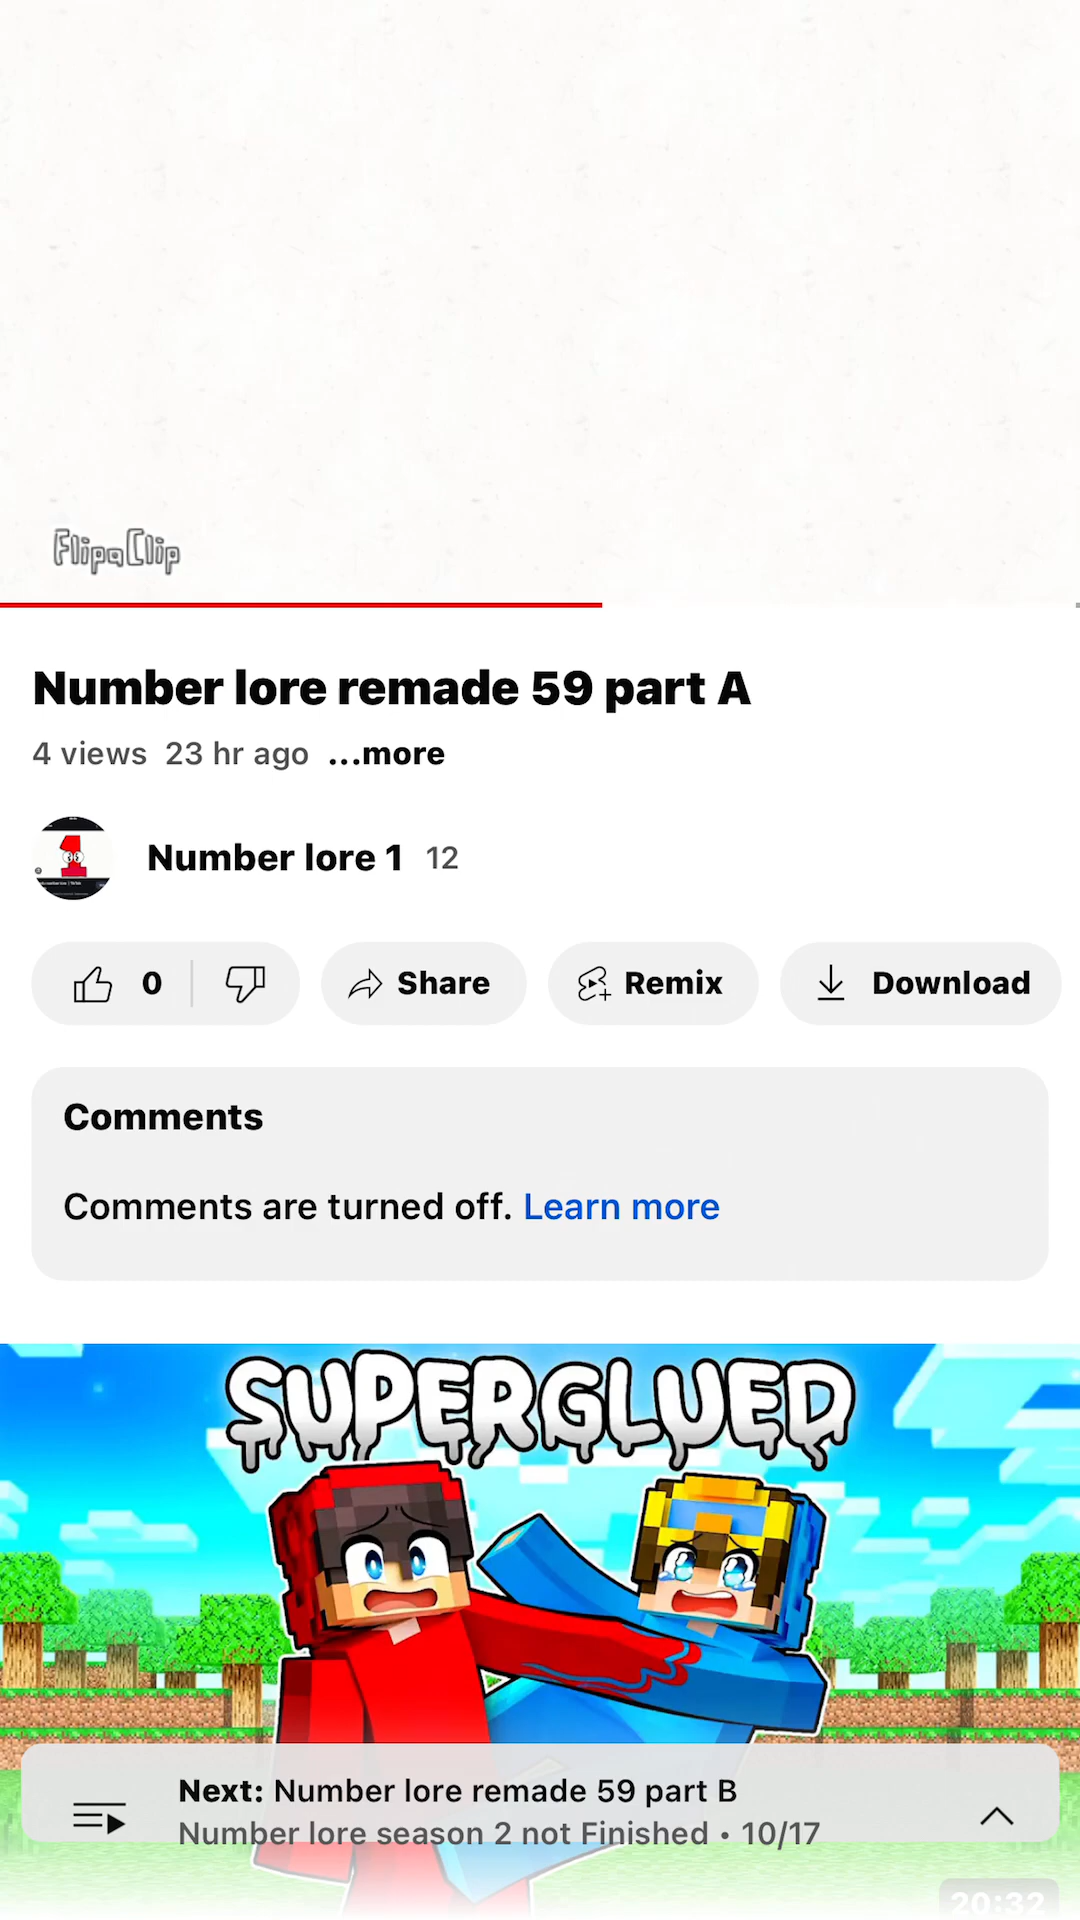 FlipaClip
Number lore remade 59 part A
4 views 23 hr ago ...more
Number lore 1 12
0
Share
Remix
Download
Comments
Comments are turned off. Learn more
SUPERGLUED
Next: Number lore remade 59 part B
Number lore season 2 not Finished • 10/17
20:32